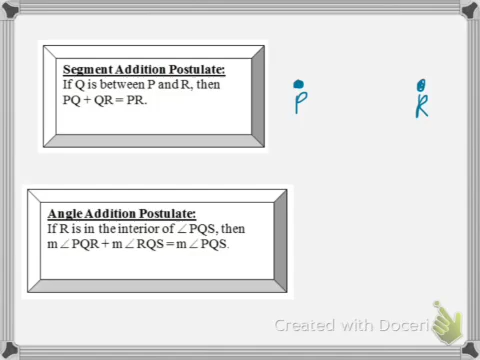 Segment Addition Postulate:
If Q is between P and R, then
PQ + QR = PR.
P R
Angle Addition Postulate:
If R is in the interior of ∠PQS, then
m∠PQR + m∠RQS = m∠PQS.
Created with Doceri